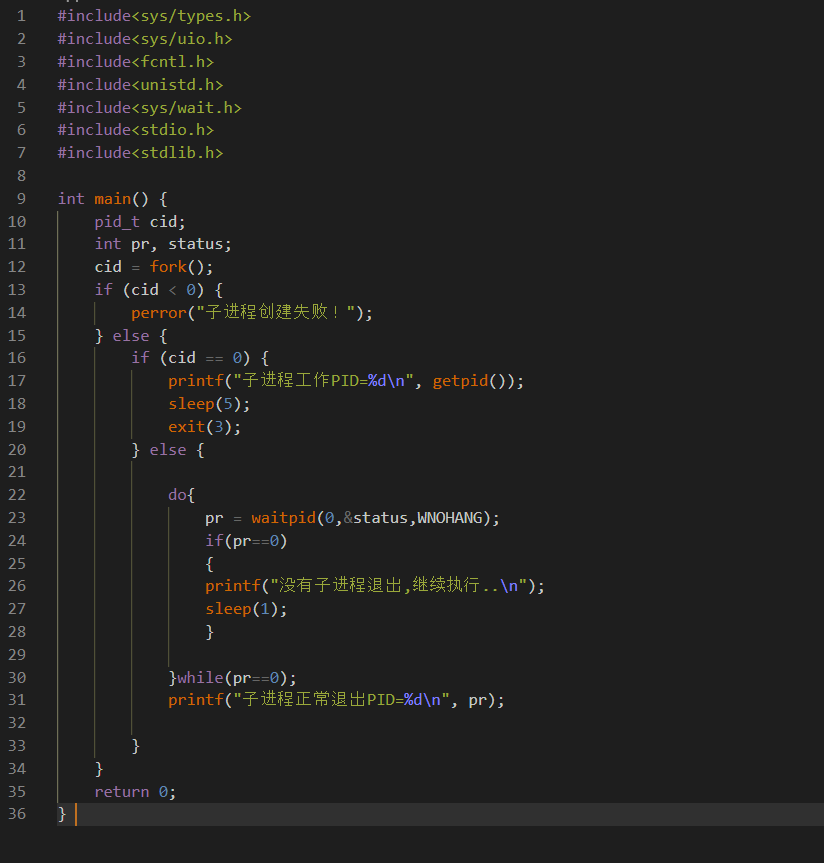 1 #include<sys/types.h>
2 #include<sys/uio.h>
3 #include<fcntl.h>
4 #include<unistd.h>
5 #include<sys/wait.h>
6 #include<stdio.h>
7 #include<stdlib.h>
8
9 int main() {
10     pid_t cid;
11     int pr, status;
12     cid = fork();
13     if (cid < 0) {
14         perror("子进程创建失败！");
15     } else {
16         if (cid == 0) {
17             printf("子进程工作PID=%d\n", getpid());
18             sleep(5);
19             exit(3);
20         } else {
21
22             do{
23                 pr = waitpid(0,&status,WNOHANG);
24                 if(pr==0)
25                 {
26                 printf("没有子进程退出,继续执行..\n");
27                 sleep(1);
28                 }
29
30             }while(pr==0);
31             printf("子进程正常退出PID=%d\n", pr);
32
33         }
34     }
35     return 0;
36 }